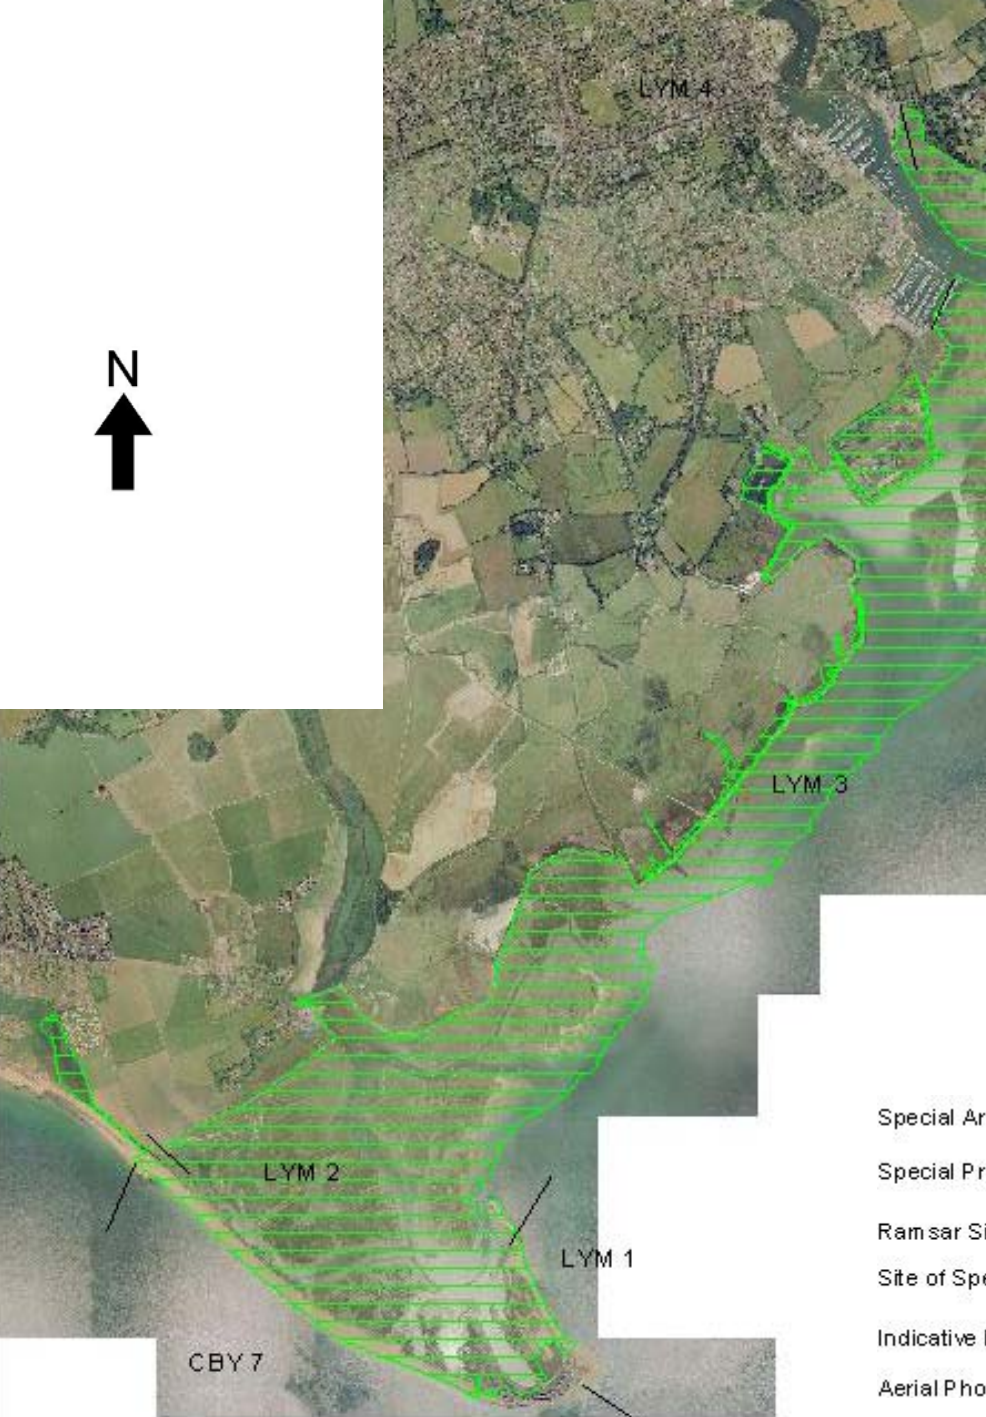 LYM 4
N
LYM 3
Special Ar
Special Pr
LYM 2
Ramsar Si
LYM 1
Site of Spe
Indicative
CBY 7
Aerial Pho